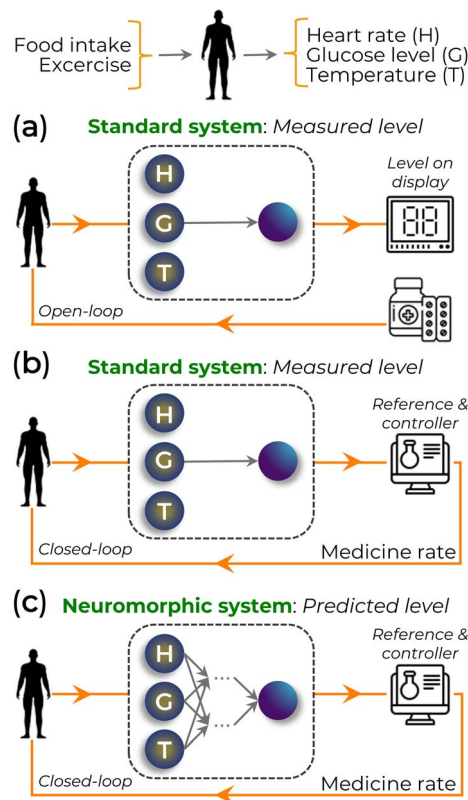 Food intake
Excercise
Heart rate (H)
Glucose level (G)
Temperature (T)
(a)
Standard system: Measured level
H
G
T
Level on
display
88
i
Open-loop
(b)
Standard system: Measured level
H
G
T
Reference &
controller
Closed-loop
Medicine rate
(c)
Neuromorphic system: Predicted level
H
G
T
...
...
Reference &
controller
Closed-loop
Medicine rate